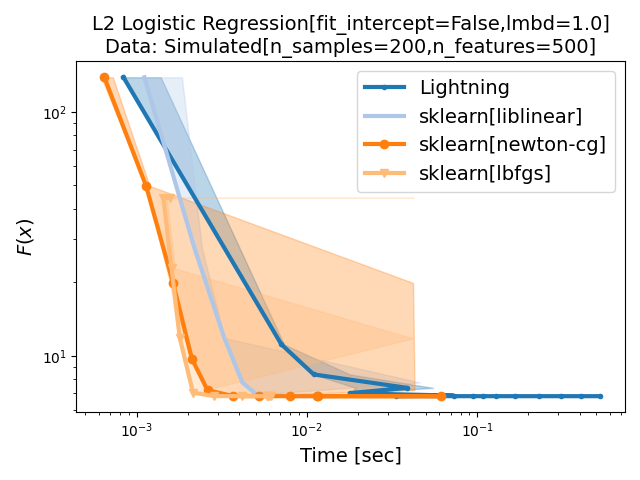 L2 Logistic Regression[fit_intercept=False,lmbd=1.0]
Data: Simulated[n_samples=200,n_features=500]
Lightning
sklearn[liblinear]
sklearn[newton-cg]
sklearn[lbfgs]
F(x)
10²
10¹
10⁻³
10⁻²
10⁻¹
Time [sec]